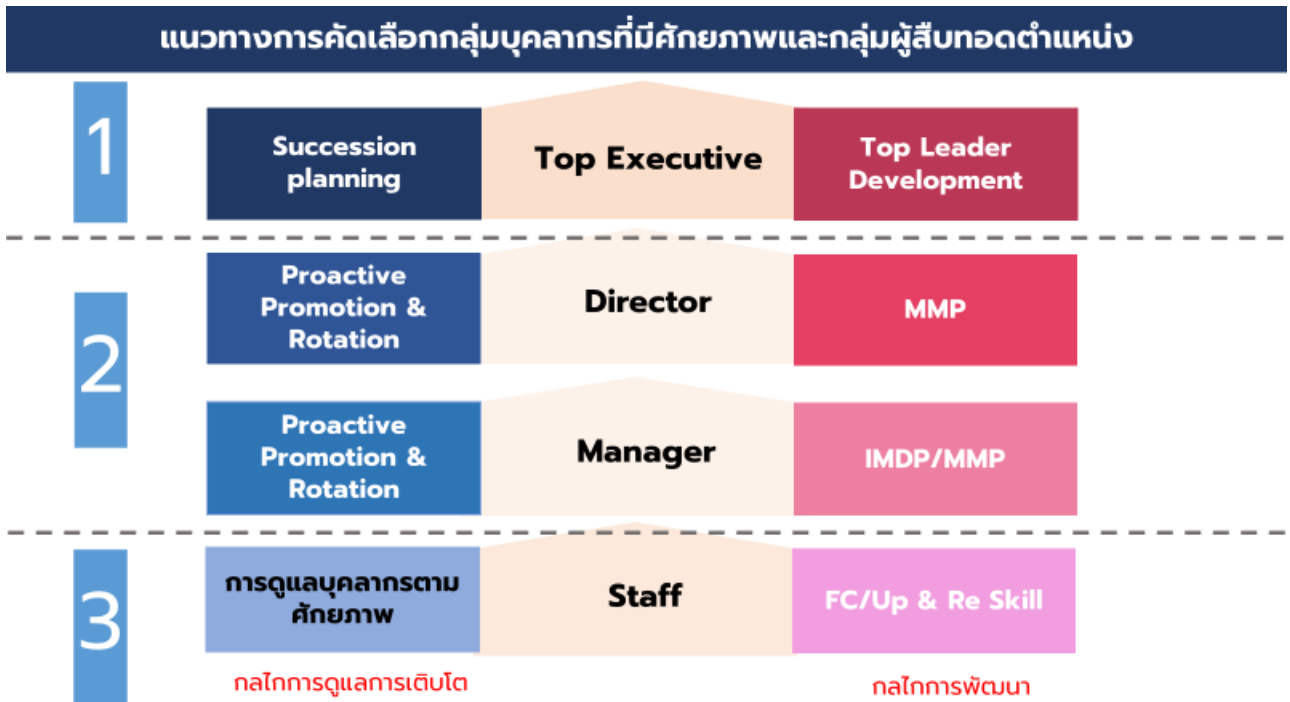 แนวทางการคัดเลือกกลุ่มบุคลากรที่มีศักยภาพและกลุ่มผู้สืบทอดตำแหน่ง
1
Succession
planning
Top Executive
Top Leader
Development
2
Proactive
Promotion &
Rotation
Director
MMP
Proactive
Promotion &
Rotation
Manager
IMDP/MMP
3
การดูแลบุคลากรตาม
ศักยภาพ
Staff
FC/Up & Re Skill
กลไกการดูแลการเติบโต
กลไกการพัฒนา